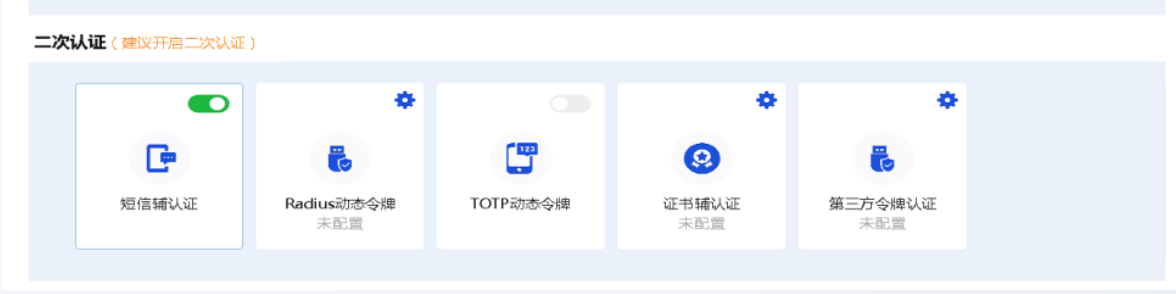 二次认证（建议开启二次认证）
短信辅认证
Radius动态令牌
未配置
123
TOTP动态令牌
证书辅认证
未配置
第三方令牌认证
未配置